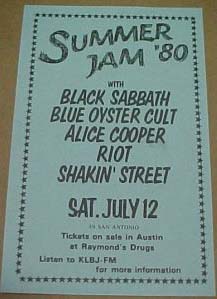 SUMMER
JAM '80
WITH
BLACK SABBATH
BLUE OYSTER CULT
ALICE COOPER
RIOT
SHAKIN' STREET
SAT. JULY 12
IN SAN ANTONIO
Tickets on sale in Austin
at Raymond's Drugs
Listen to KLBJ-FM
for more information